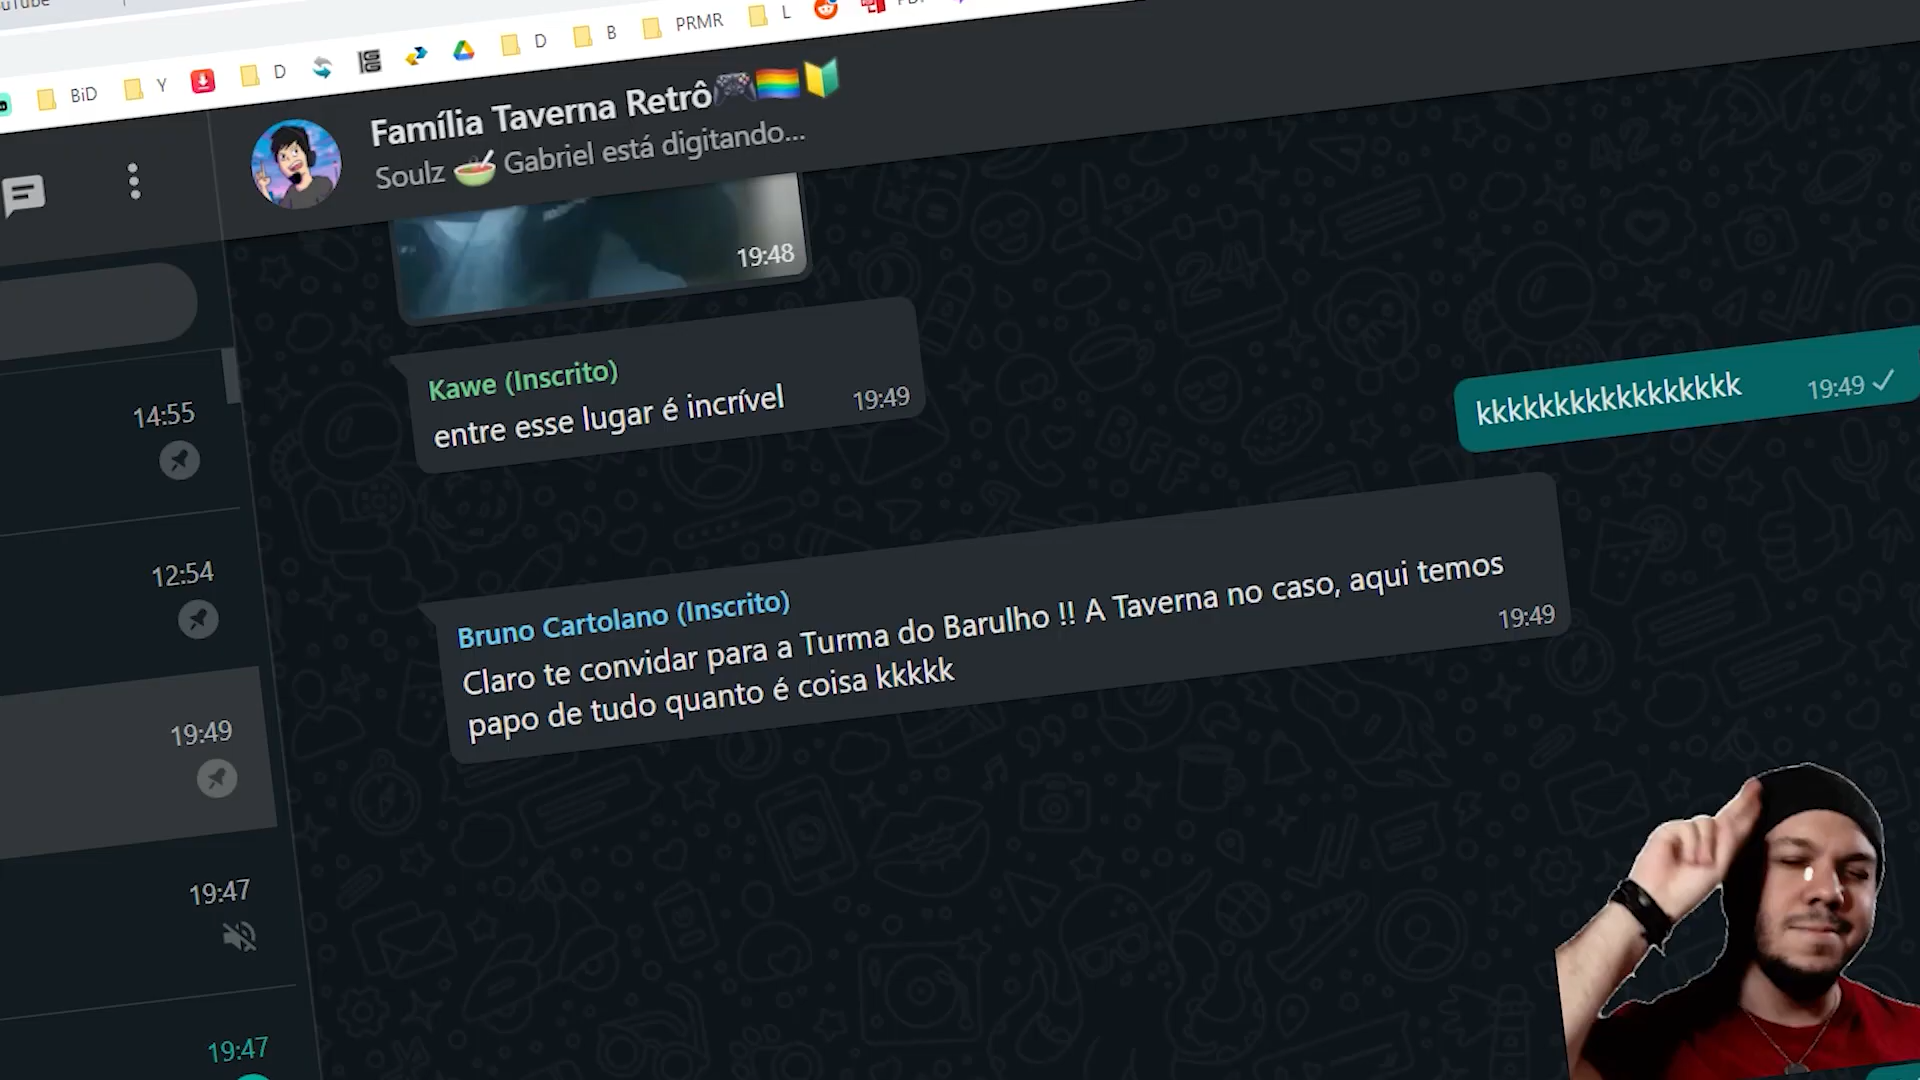 BiD
Y
D
D
B
PRMR
L
Família Taverna Retrô🎮🏳️‍🌈🔰
Soulz 🍜 Gabriel está digitando...
19:48
Kawe (Inscrito)
entre esse lugar é incrível
19:49
kkkkkkkkkkkkkkkkk
19:49
Bruno Cartolano (Inscrito)
Claro te convidar para a Turma do Barulho !! A Taverna no caso, aqui temos
papo de tudo quanto é coisa kkkkk
19:49
14:55
12:54
19:49
19:47
19:47